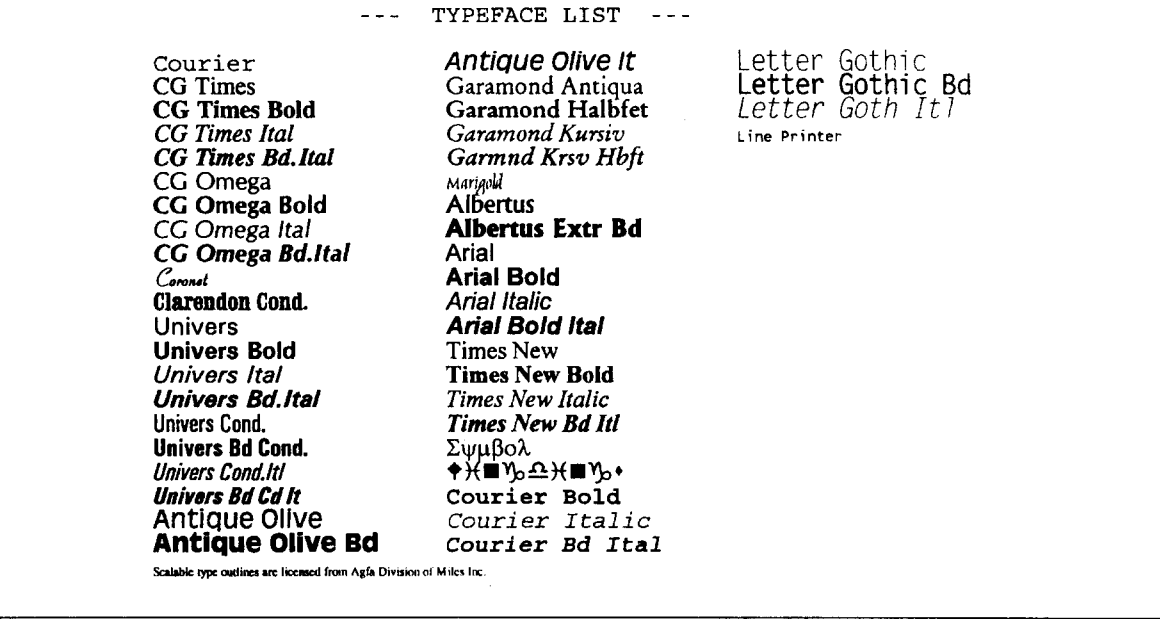 --- TYPEFACE LIST ---
Courier
CG Times
CG Times Bold
CG Times Ital
CG Times Bd.Ital
CG Omega
CG Omega Bold
CG Omega Ital
CG Omega Bd.Ital
Coronet
Clarendon Cond.
Univers
Univers Bold
Univers Ital
Univers Bd.Ital
Univers Cond.
Univers Bd Cond.
Univers Cond.Itl
Univers Bd Cd It
Antique Olive
Antique Olive Bd
Antique Olive It
Garamond Antiqua
Garamond Halbfet
Garamond Kursiv
Garmnd Krsv Hbft
Marigold
Albertus
Albertus Extr Bd
Arial
Arial Bold
Arial Italic
Arial Bold Ital
Times New
Times New Bold
Times New Italic
Times New Bd Itl
Σψμβολ
⬥♓■♑♎♓■♑⬧
Courier Bold
Courier Italic
Courier Bd Ital
Letter Gothic
Letter Gothic Bd
Letter Goth Itl
Line Printer
Scalable type outlines are licensed from Agfa Division of Miles Inc.